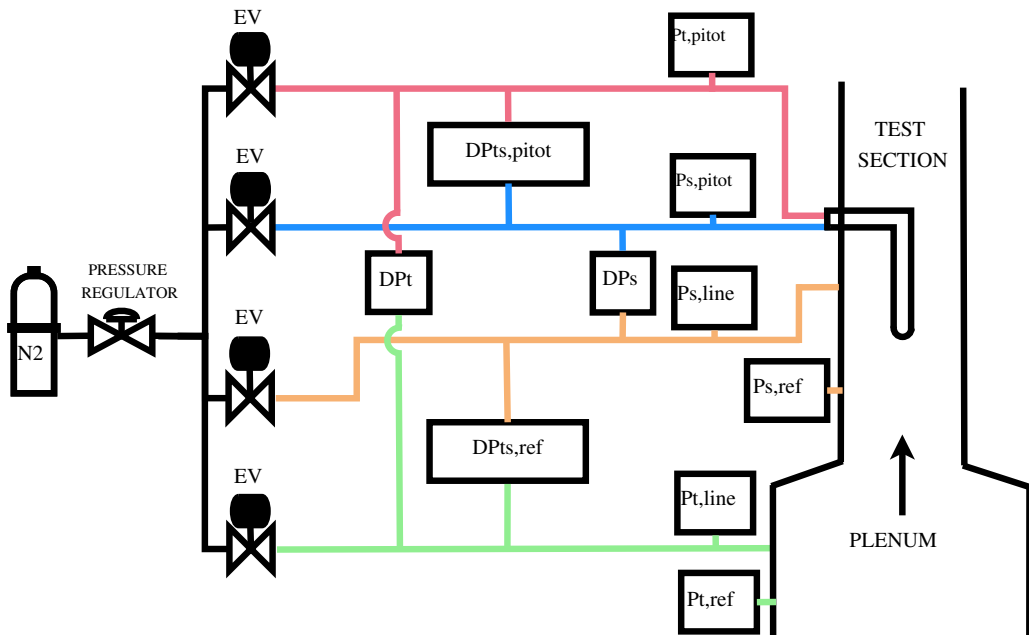 EV
Pt,pitot
TEST
SECTION
DPts,pitot
EV
Ps,pitot
PRESSURE
REGULATOR
DPt
DPs
Ps,line
EV
N2
Ps,ref
DPts,ref
EV
Pt,line
PLENUM
Pt,ref